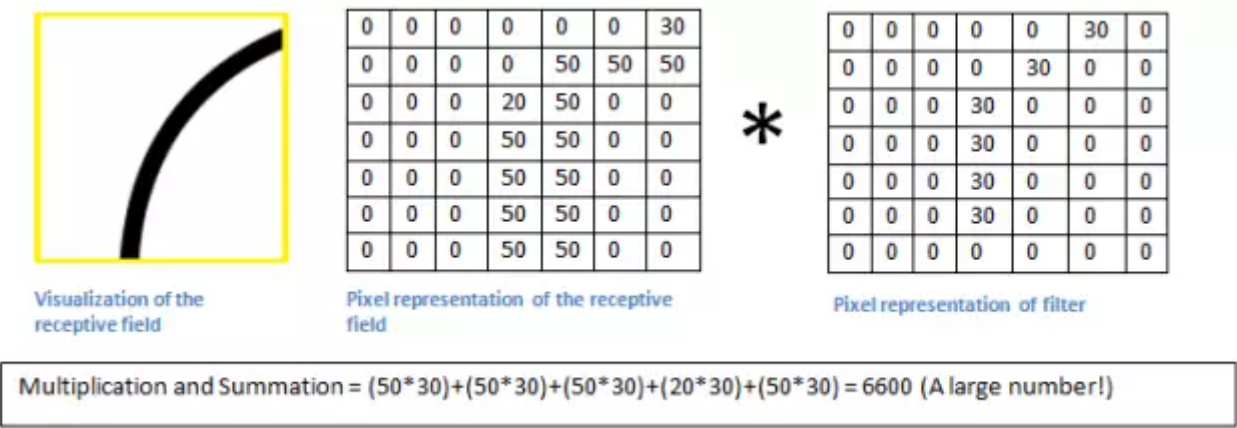 0 0 0 0 0 0 30
0 0 0 0 50 50 50
0 0 0 20 50 0 0
0 0 0 50 50 0 0
0 0 0 50 50 0 0
0 0 0 50 50 0 0
0 0 0 50 50 0 0
*
0 0 0 0 0 30 0
0 0 0 0 30 0 0
0 0 0 30 0 0 0
0 0 0 30 0 0 0
0 0 0 30 0 0 0
0 0 0 30 0 0 0
0 0 0 0 0 0 0
Visualization of the
receptive field
Pixel representation of the receptive
field
Pixel representation of filter
Multiplication and Summation = (50*30)+(50*30)+(50*30)+(20*30)+(50*30) = 6600 (A large number!)